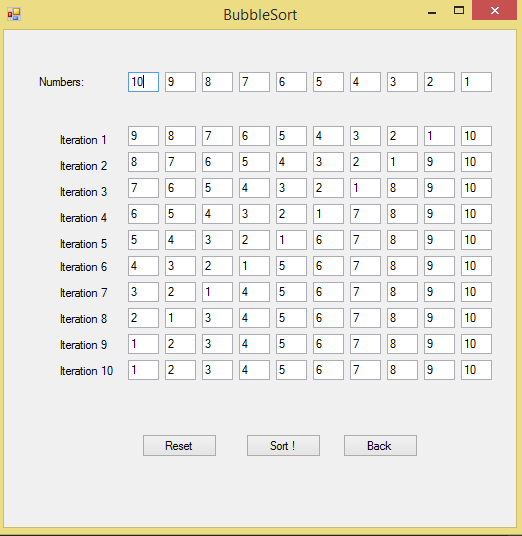 BubbleSort
Numbers: 10 9 8 7 6 5 4 3 2 1
Iteration 1 9 8 7 6 5 4 3 2 1 10
Iteration 2 8 7 6 5 4 3 2 1 9 10
Iteration 3 7 6 5 4 3 2 1 8 9 10
Iteration 4 6 5 4 3 2 1 7 8 9 10
Iteration 5 5 4 3 2 1 6 7 8 9 10
Iteration 6 4 3 2 1 5 6 7 8 9 10
Iteration 7 3 2 1 4 5 6 7 8 9 10
Iteration 8 2 1 3 4 5 6 7 8 9 10
Iteration 9 1 2 3 4 5 6 7 8 9 10
Iteration 10 1 2 3 4 5 6 7 8 9 10
Reset Sort ! Back